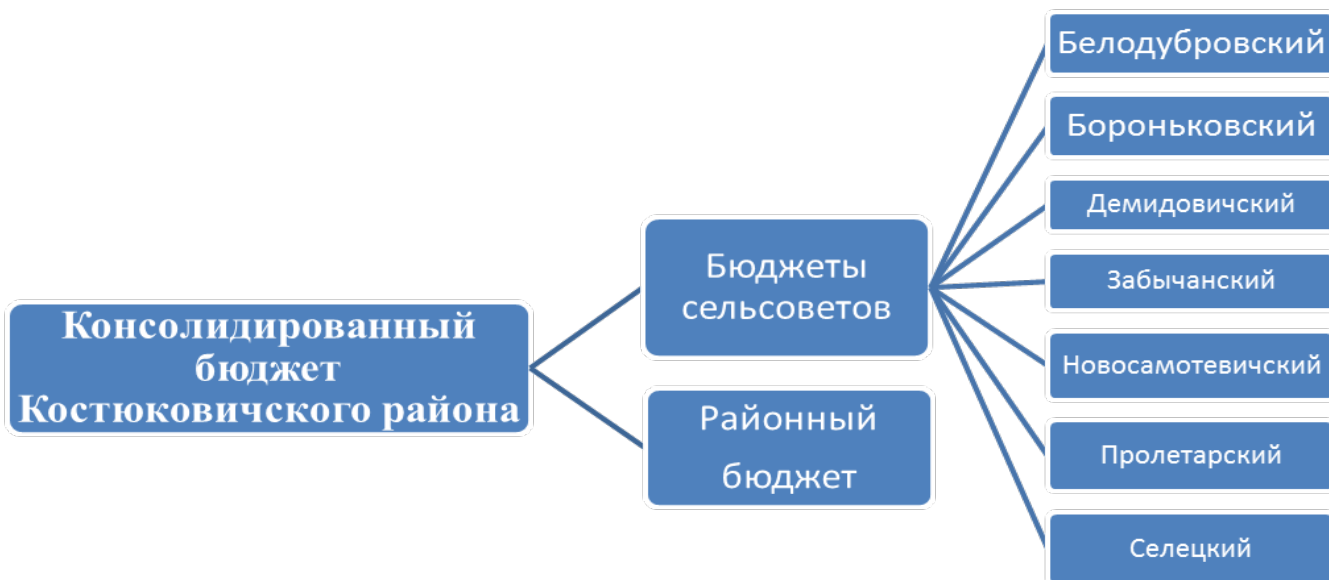 Консолидированный
бюджет
Костюковичского района
Бюджеты
сельсоветов
Районный
бюджет
Белодубровский
Бороньковский
Демидовичский
Забычанский
Новосамотевичский
Пролетарский
Селецкий